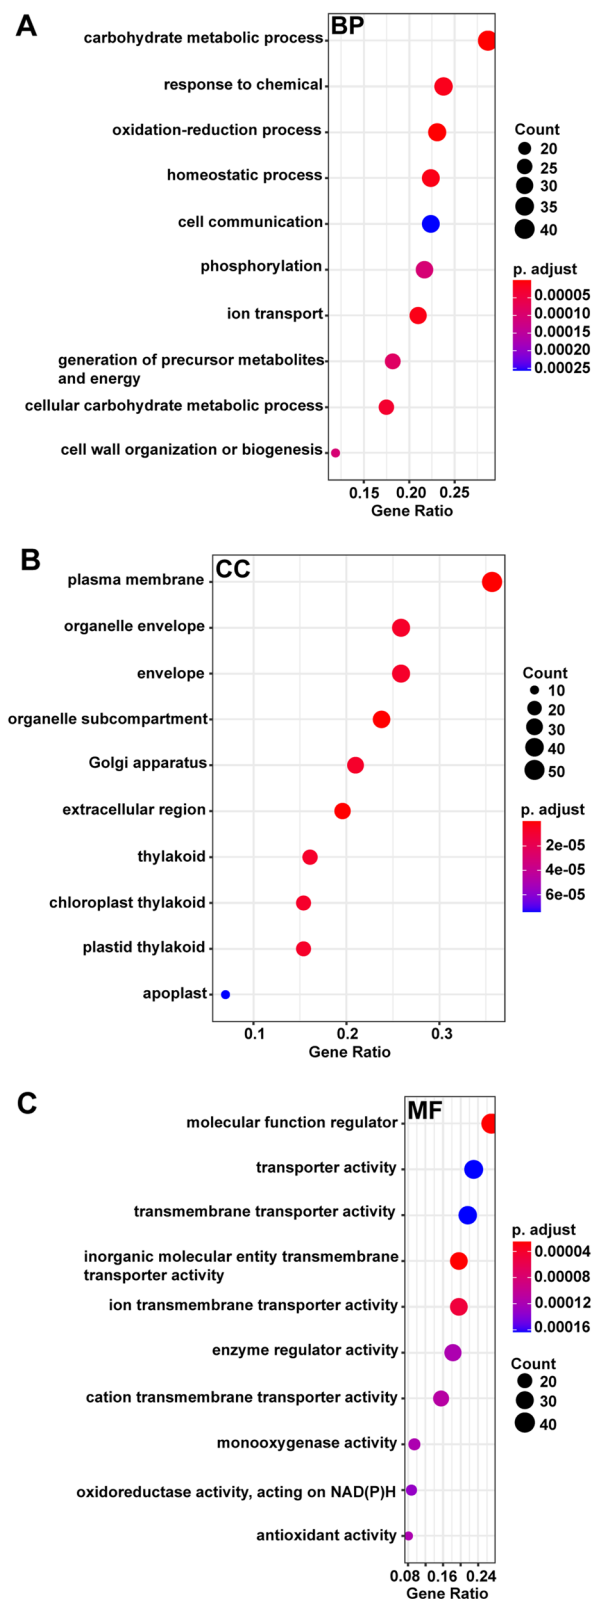 A
BP
carbohydrate metabolic process
response to chemical
oxidation-reduction process
homeostatic process
cell communication
phosphorylation
ion transport
generation of precursor metabolites
and energy
cellular carbohydrate metabolic process
cell wall organization or biogenesis
0.15 0.20 0.25
Gene Ratio
Count
20
25
30
35
40
p. adjust
0.00005
0.00010
0.00015
0.00020
0.00025
B
CC
plasma membrane
organelle envelope
envelope
organelle subcompartment
Golgi apparatus
extracellular region
thylakoid
chloroplast thylakoid
plastid thylakoid
apoplast
0.1 0.2 0.3
Gene Ratio
Count
10
20
30
40
50
p. adjust
2e-05
4e-05
6e-05
C
MF
molecular function regulator
transporter activity
transmembrane transporter activity
inorganic molecular entity transmembrane
transporter activity
ion transmembrane transporter activity
enzyme regulator activity
cation transmembrane transporter activity
monooxygenase activity
oxidoreductase activity, acting on NAD(P)H
antioxidant activity
0.08 0.16 0.24
Gene Ratio
p. adjust
0.00004
0.00008
0.00012
0.00016
Count
20
30
40